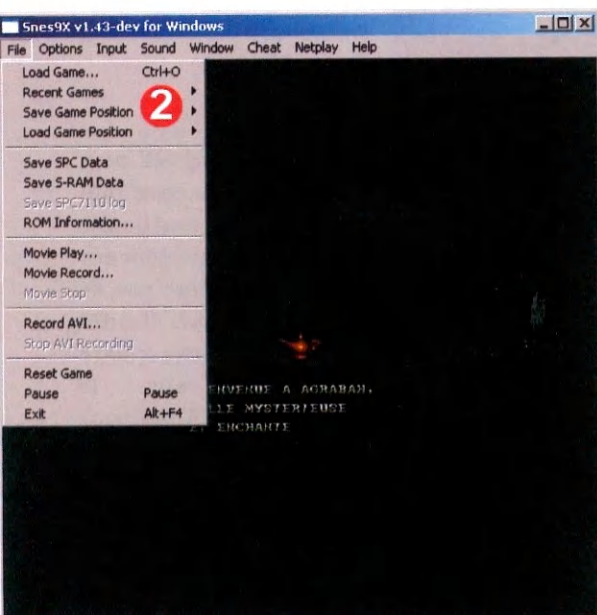 Snes9X v1.43-dev for Windows
File Options Input Sound Window Cheat Netplay Help
Load Game... Ctrl+O
Recent Games
2
Save Game Position
Load Game Position
Save SPC Data
Save S-RAM Data
Save SPC7110 log
ROM Information...
Movie Play...
Movie Record...
Movie Stop
Record AVI...
Stop AVI Recording
Reset Game
Pause Pause
Exit Alt+F4
ENVENUE A AGRABAH,
LLE MYSTERIEUSE
ENCHANTE